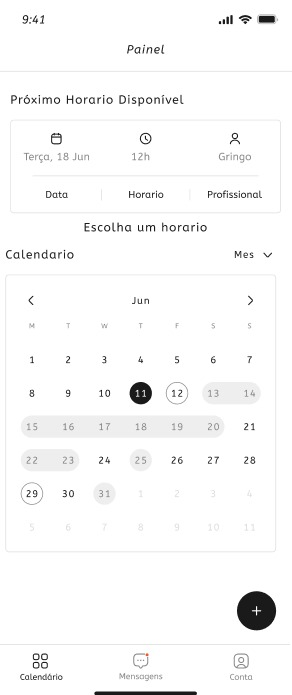 9:41
Painel
Próximo Horario Disponível
Terça, 18 Jun 12h Gringo
Data Horario Profissional
Escolha um horario
Calendario Mes
Jun
M T W T F S S
1 2 3 4 5 6 7
8 9 10 11 12 13 14
15 16 17 18 19 20 21
22 23 24 25 26 27 28
29 30 31 1 2 3 4
5 6 7 8 9 10 11
+
Calendário Mensagens Conta